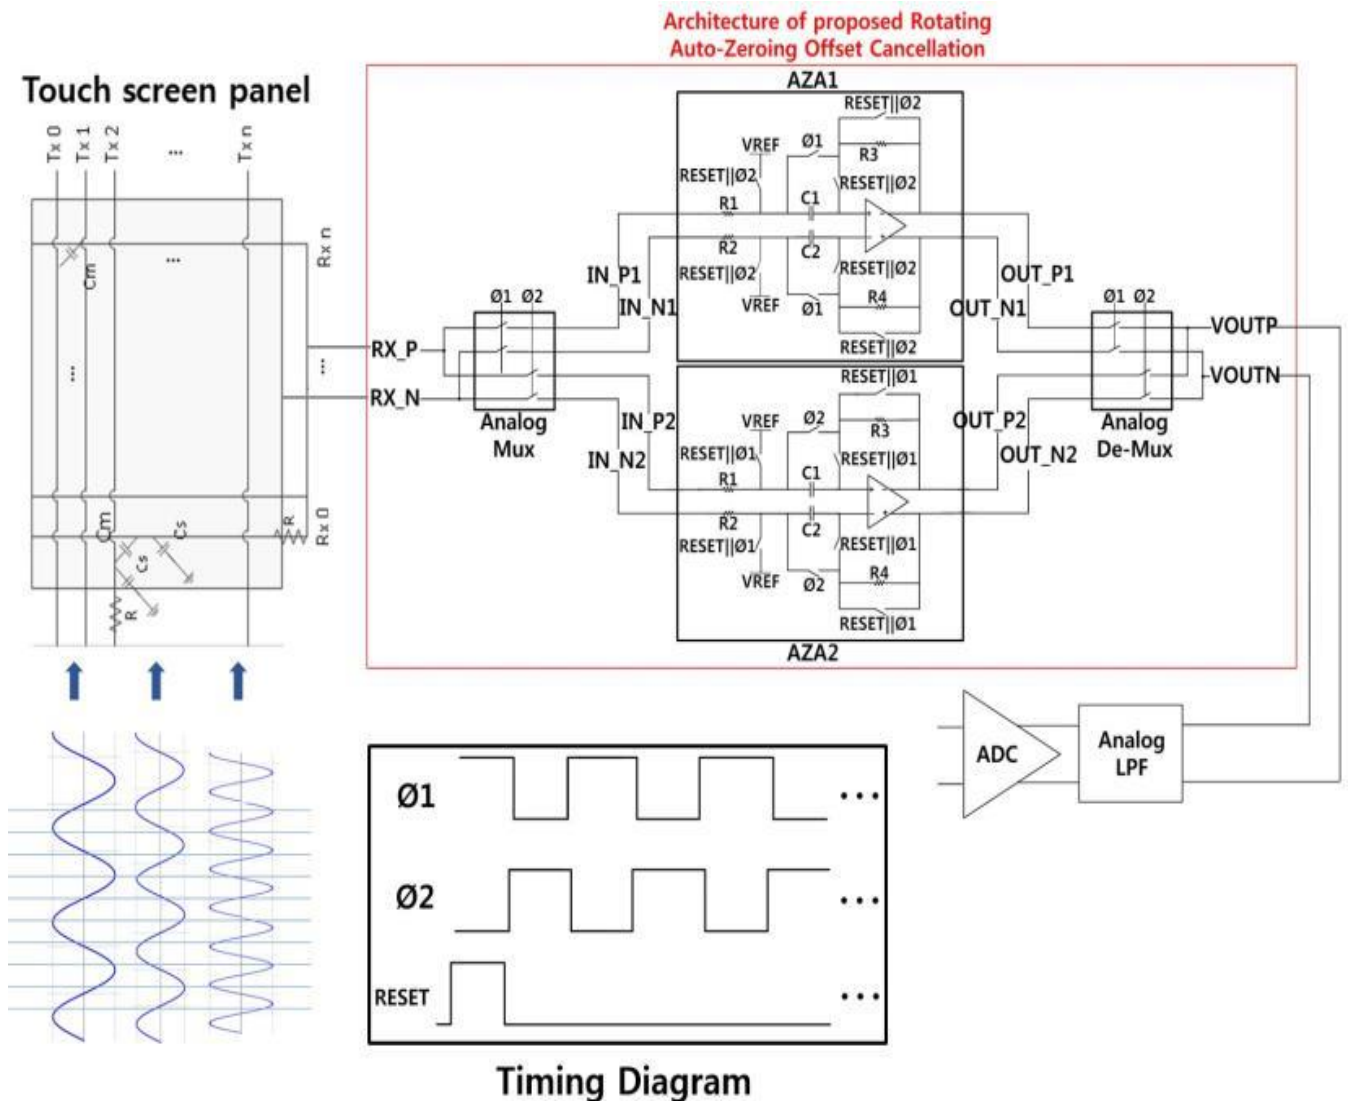 Architecture of proposed Rotating
Auto-Zeroing Offset Cancellation
Touch screen panel
Tx 0
Tx 1
Tx 2
...
Tx n
Rx n
Cm
...
...
...
Cm
Cs
Cs
R
R
Rx 0
RX_P
RX_N
Ø1 Ø2
Analog
Mux
IN_P1
IN_N1
IN_P2
IN_N2
AZA1
RESET||Ø2
Ø1
VREF
R3
RESET||Ø2
RESET||Ø2
R1
C1
R2
C2
RESET||Ø2
RESET||Ø2
VREF
Ø1
R4
RESET||Ø2
RESET||Ø1
Ø2
VREF
R3
RESET||Ø1
RESET||Ø1
R1
C1
R2
C2
RESET||Ø1
RESET||Ø1
VREF
Ø2
R4
RESET||Ø1
AZA2
OUT_P1
OUT_N1
OUT_P2
OUT_N2
Ø1 Ø2
Analog
De-Mux
VOUTP
VOUTN
ADC
Analog
LPF
Ø1
...
Ø2
...
RESET
...
Timing Diagram